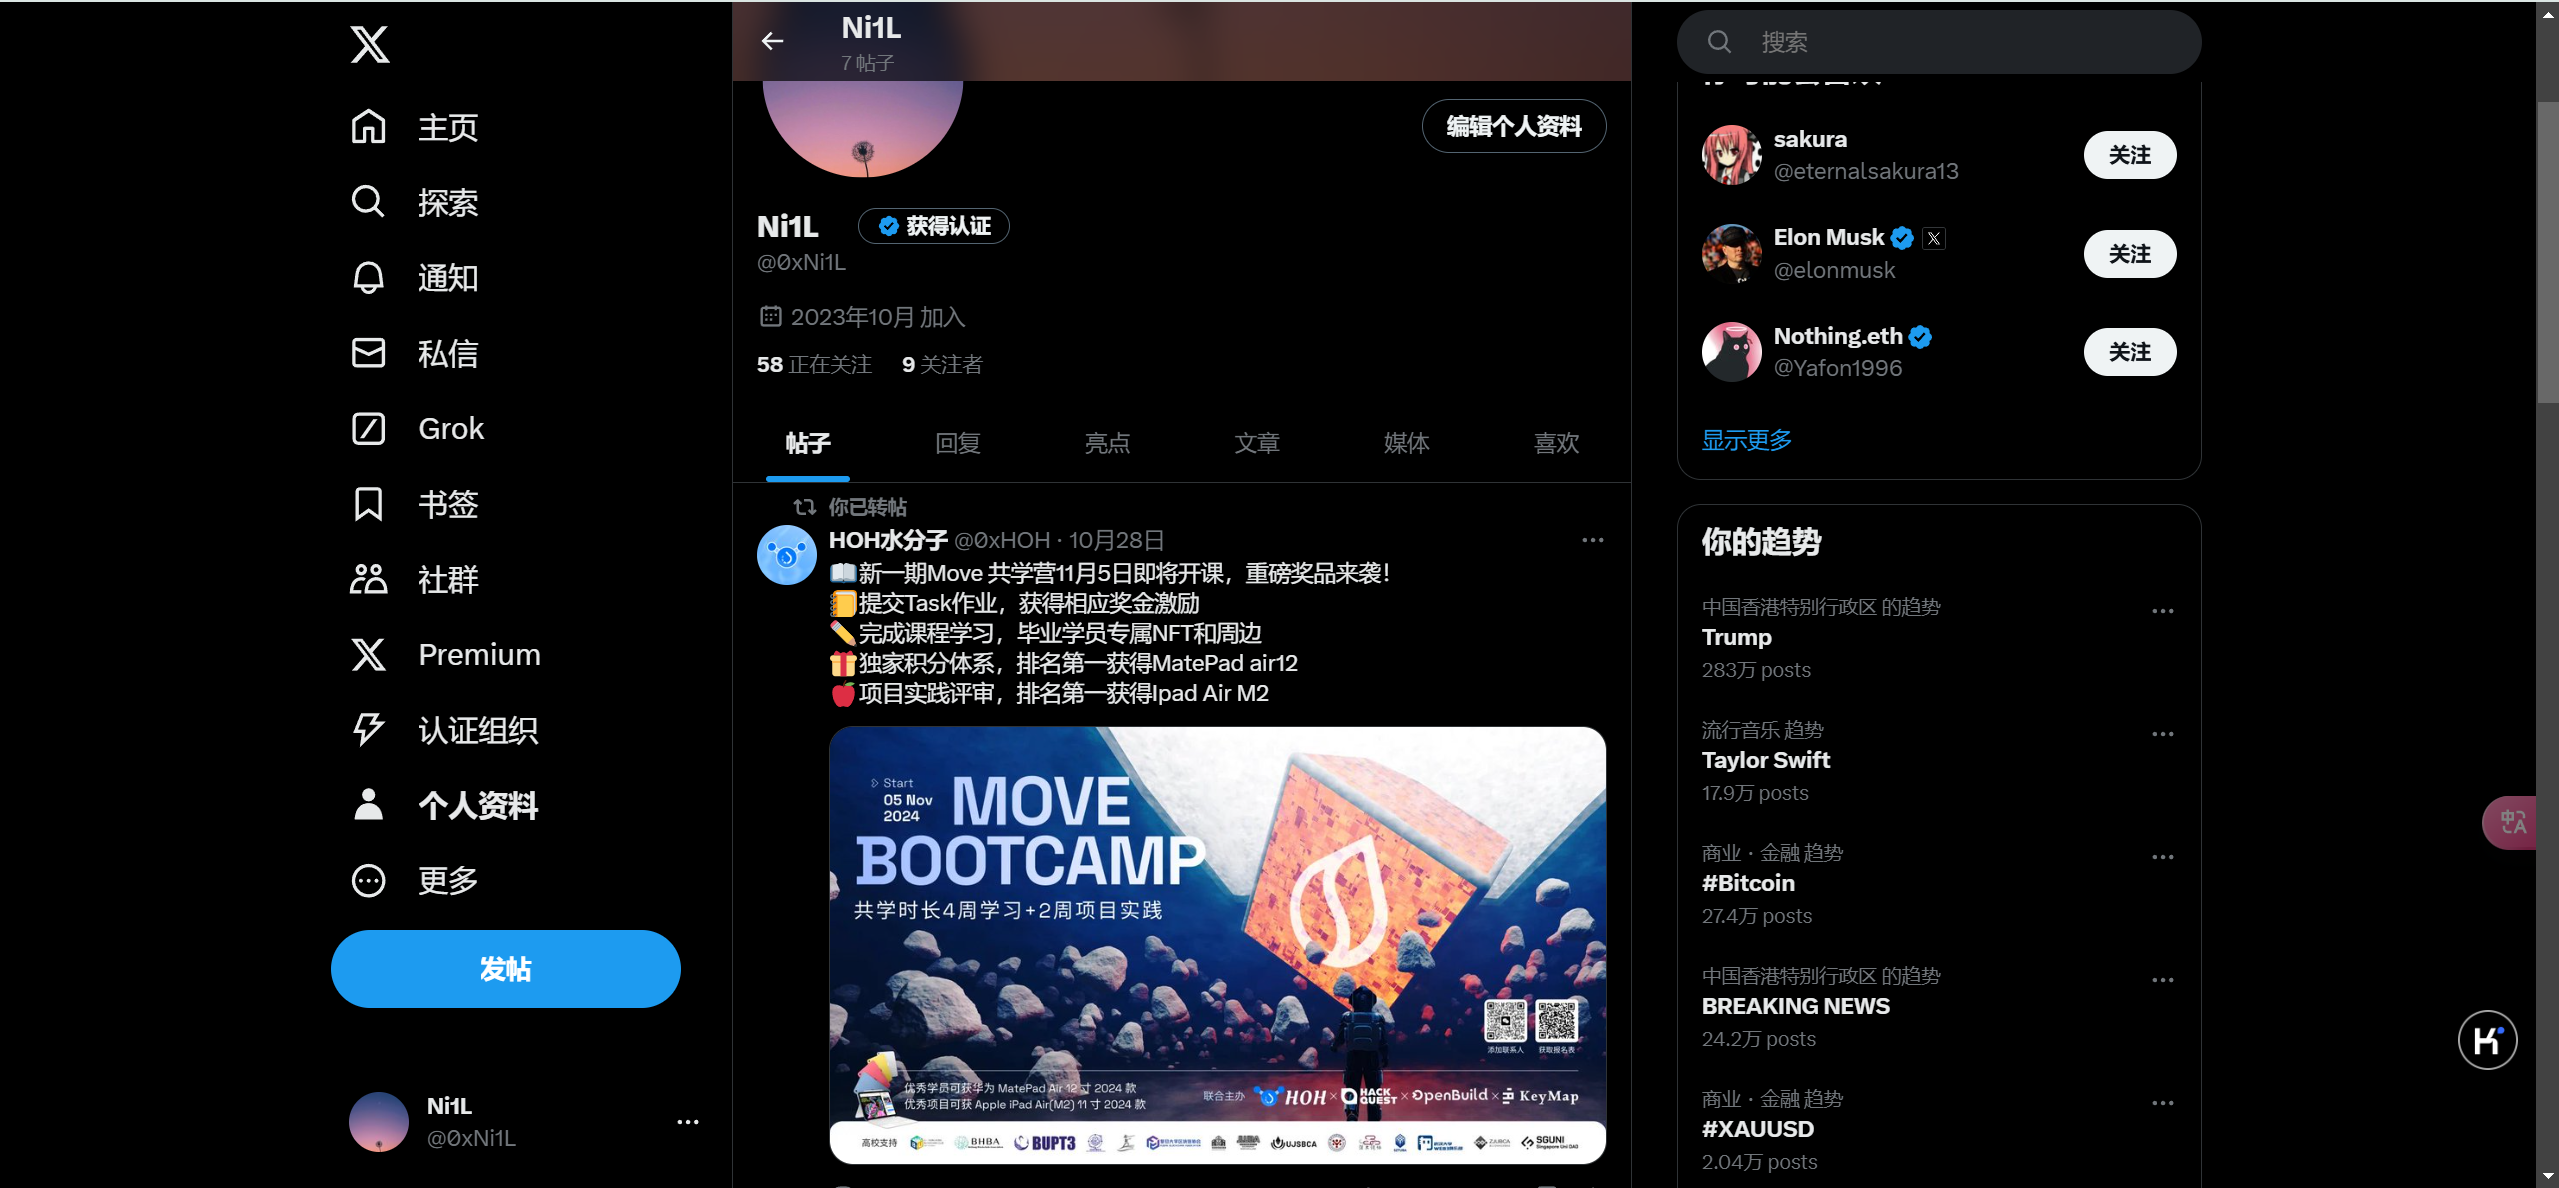 Ni1L
7 帖子
搜索
主页
探索
通知
私信
Grok
书签
社群
Premium
认证组织
个人资料
更多
发帖
Ni1L
@0xNi1L
编辑个人资料
Ni1L 获得认证
@0xNi1L
2023年10月 加入
58 正在关注 9 关注者
帖子 回复 亮点 文章 媒体 喜欢
你已转帖
HOH水分子 @0xHOH · 10月28日
📖新一期Move 共学营11月5日即将开课，重磅奖品来袭！
📒提交Task作业，获得相应奖金激励
✏️完成课程学习，毕业学员专属NFT和周边
🎁独家积分体系，排名第一获得MatePad air12
🍎项目实践评审，排名第一获得Ipad Air M2
Start
05 Nov
2024
MOVE
BOOTCAMP
共学时长4周学习+2周项目实践
添加联系人 获取报名表
优秀学员可获华为 MatePad Air 12 寸 2024 款
优秀项目可获 Apple iPad Air(M2) 11 寸 2024 款
联合主办 HOH × HACK QUEST × OpenBuild × KeyMap
高校支持 BHBA BUPT3 UJSBCA ZAIBCA SGUNI
sakura
@eternalsakura13
关注
Elon Musk
@elonmusk
关注
Nothing.eth
@Yafon1996
关注
显示更多
你的趋势
中国香港特别行政区 的趋势
Trump
283万 posts
流行音乐 趋势
Taylor Swift
17.9万 posts
商业 · 金融 趋势
#Bitcoin
27.4万 posts
中国香港特别行政区 的趋势
BREAKING NEWS
24.2万 posts
商业 · 金融 趋势
#XAUUSD
2.04万 posts